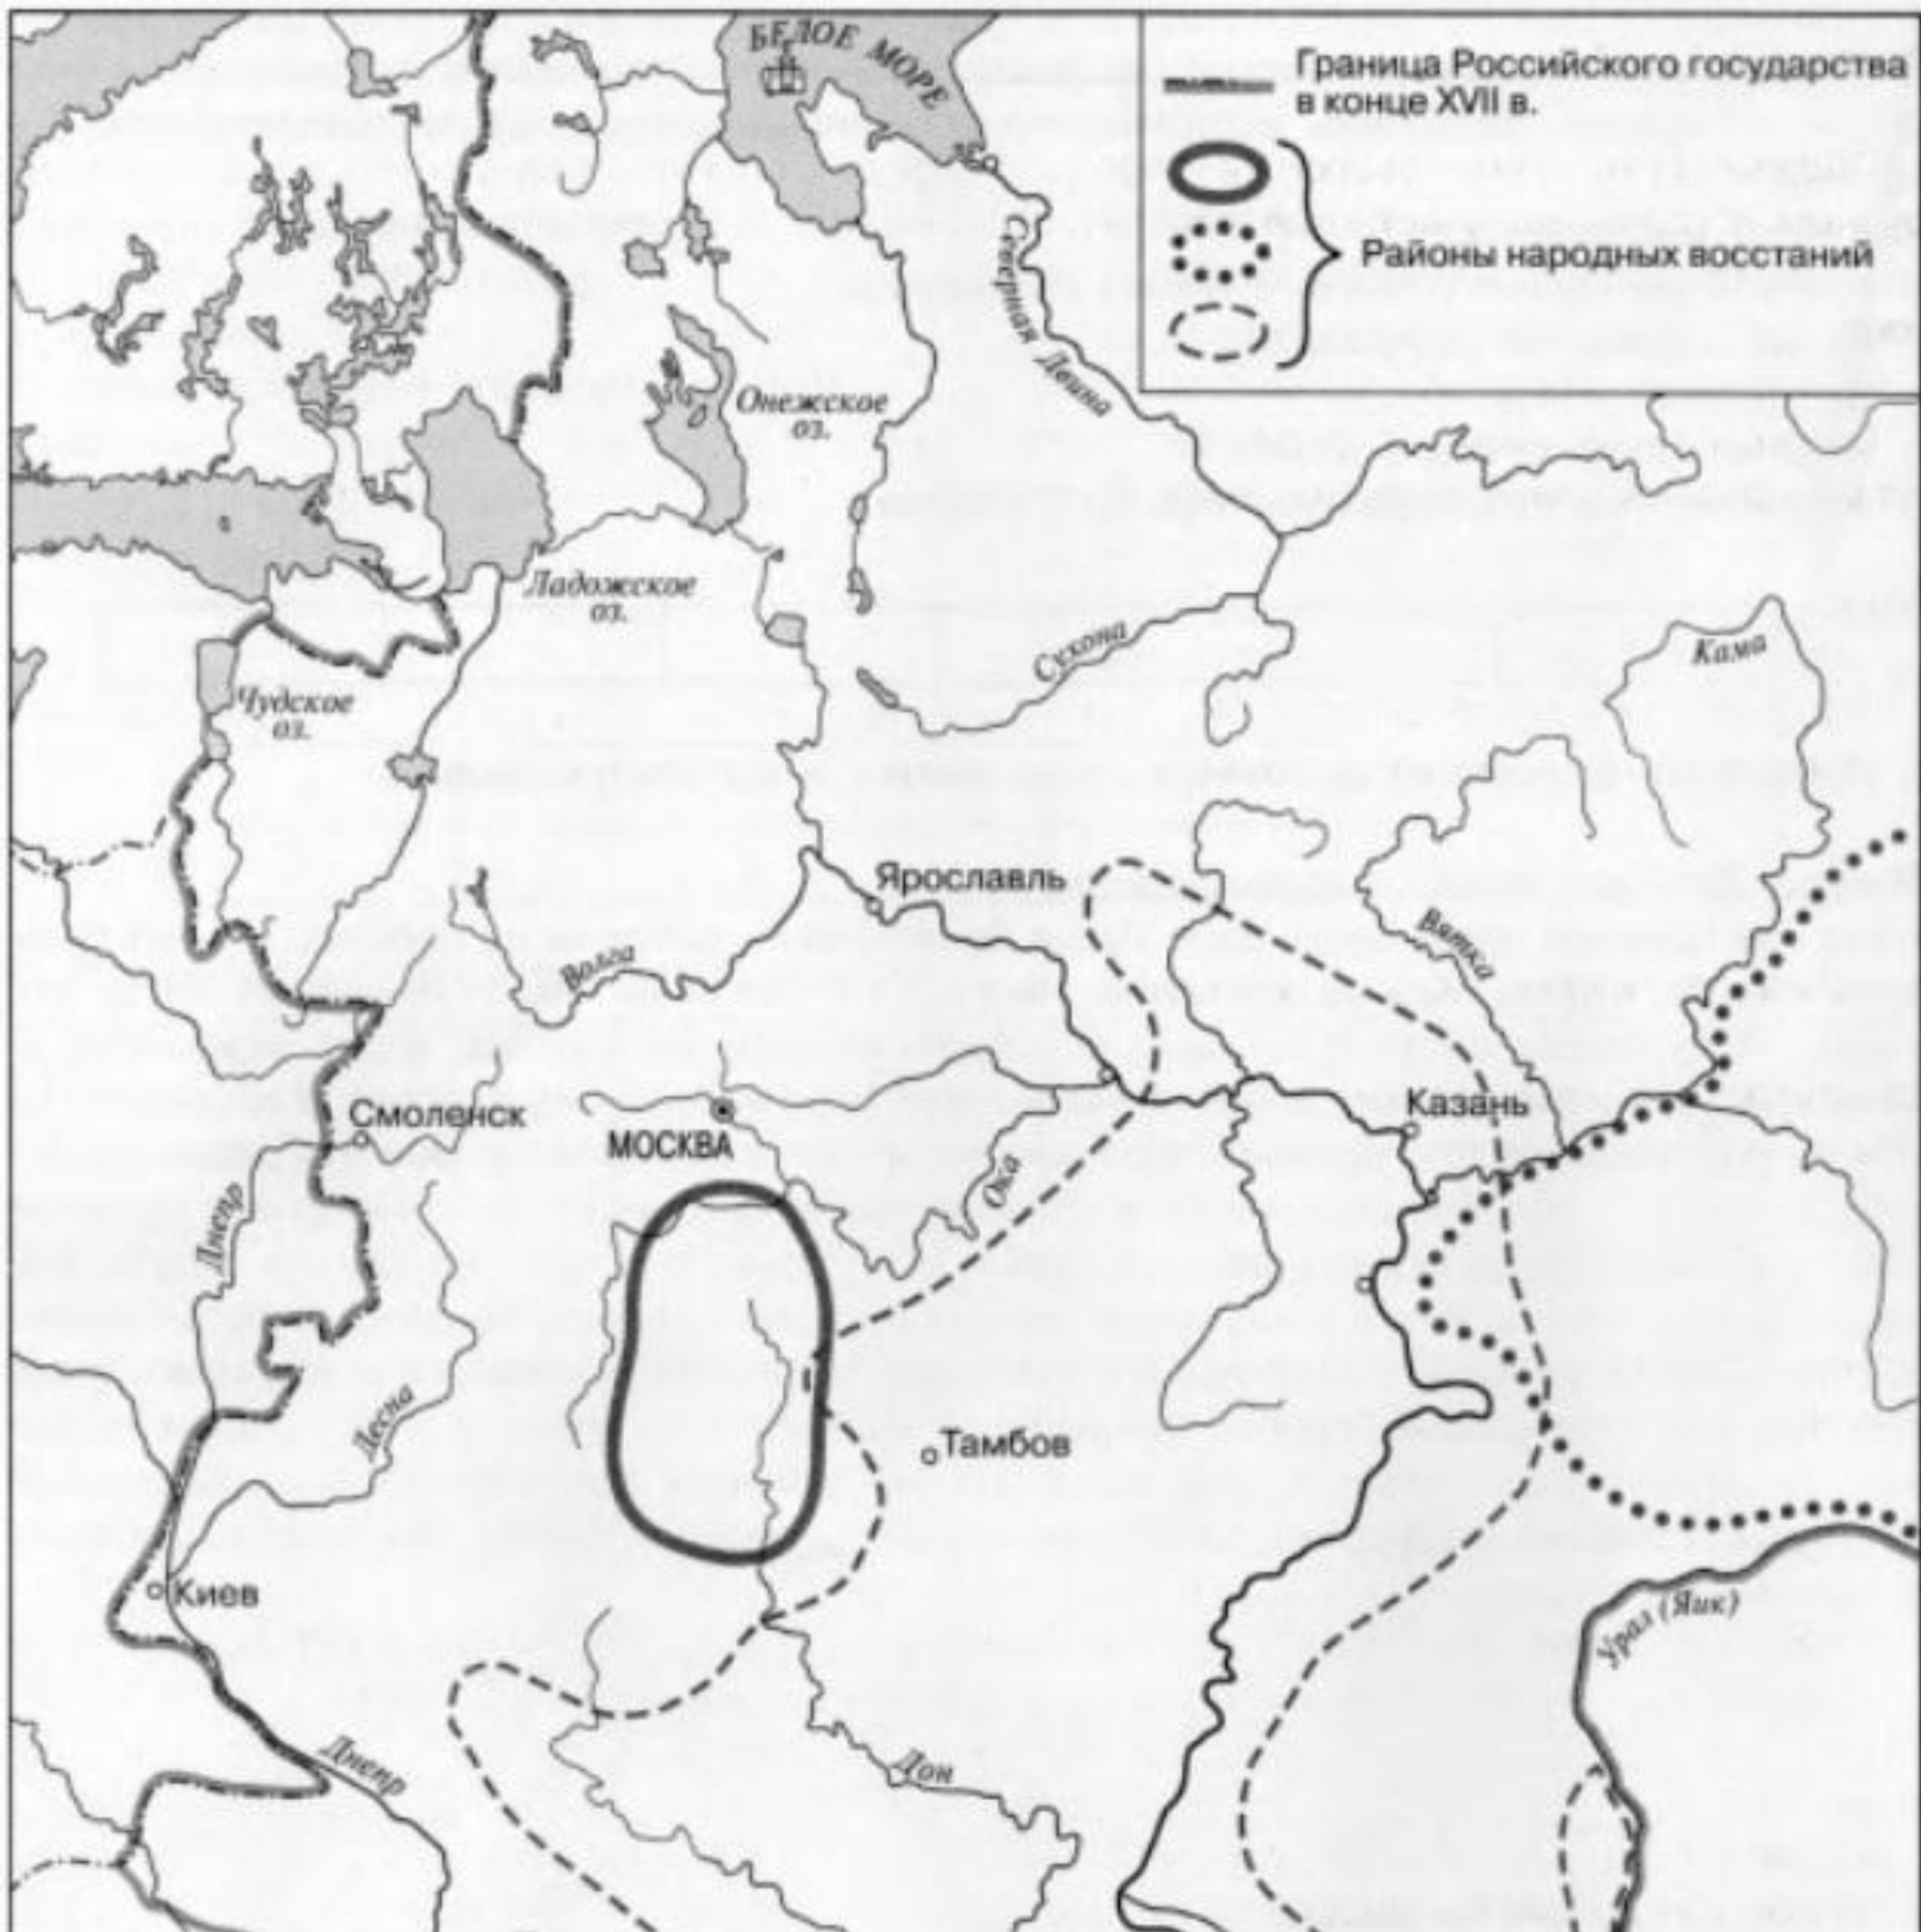 БЕЛОЕ МОРЕ
Граница Российского государства
в конце XVII в.
Районы народных восстаний
Северная Двина
Онежское
оз.
Ладожское
оз.
Сухона
Кама
Чудское
оз.
Ярославль
Волга
Вятка
Смоленск
МОСКВА
Казань
Днепр
Ока
Десна
Тамбов
Киев
Урал (Яик)
Днепр
Дон